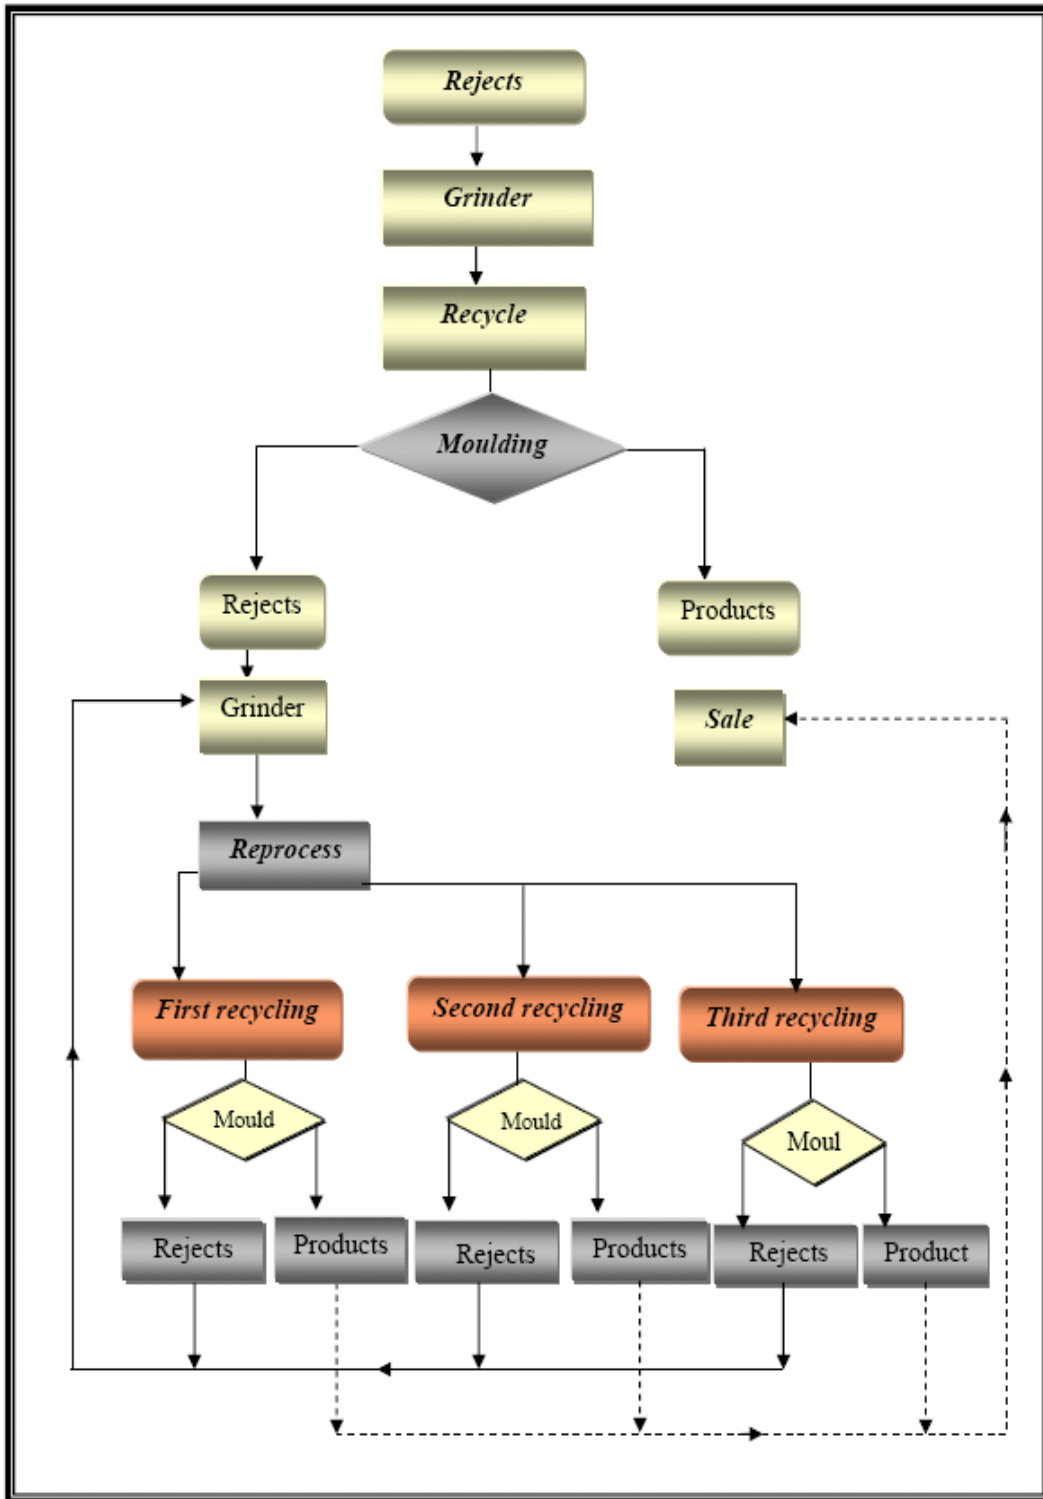 Rejects
Grinder
Recycle
Moulding
Rejects
Products
Grinder
Sale
Reprocess
First recycling
Second recycling
Third recycling
Mould
Mould
Moul
Rejects
Products
Rejects
Products
Rejects
Product